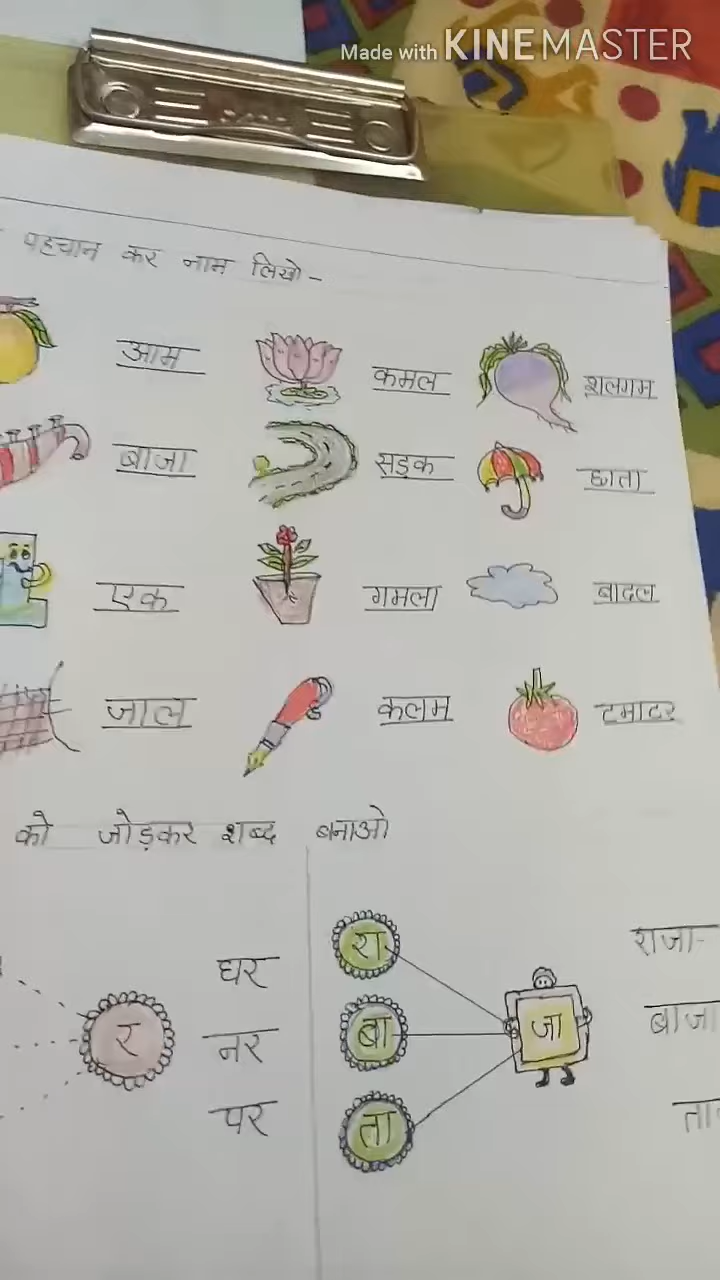 Made with KINEMASTER
पहचान कर नाम लिखो-
आम कमल शलगम
बाजा सड़क छाता
एक गमला बादल
जाल कलम टमाटर
को जोड़कर शब्द बनाओ
रा
घर राजा-
र नर बा जा बाजा
पर ता